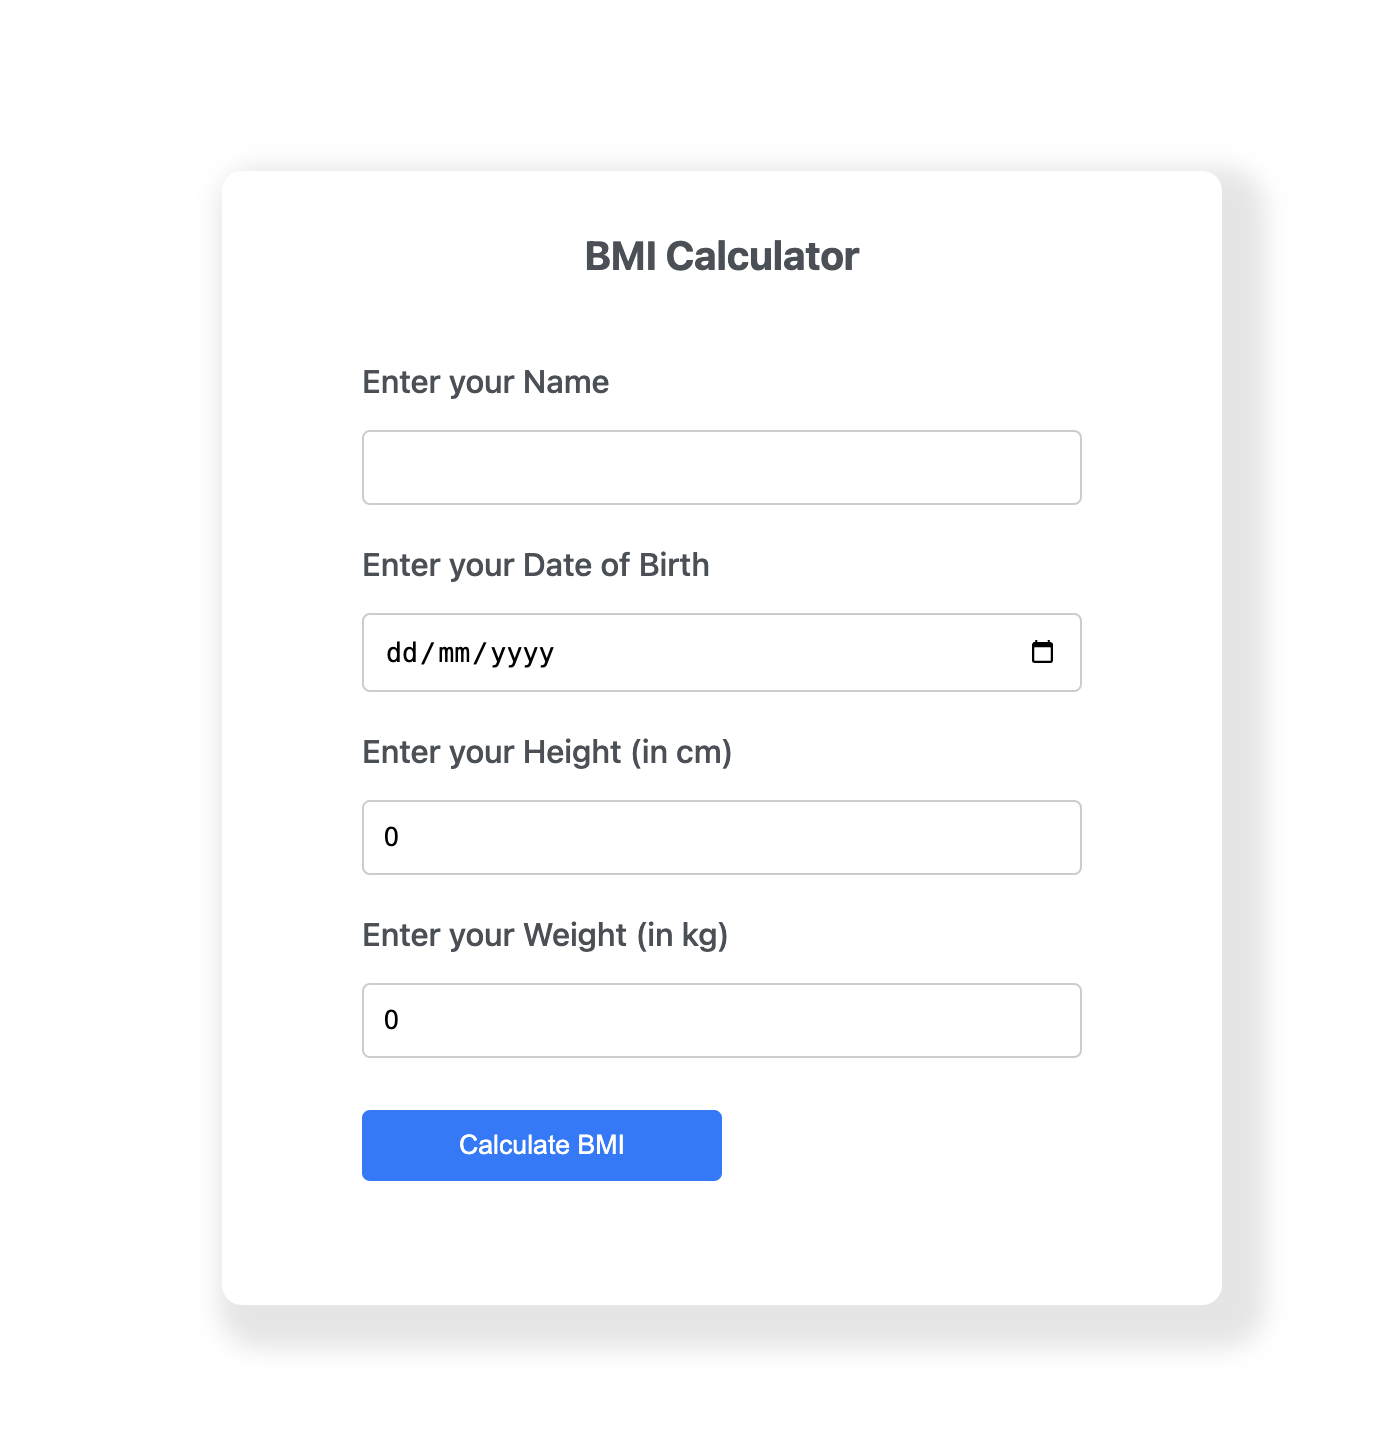 BMI Calculator
Enter your Name
Enter your Date of Birth
dd/mm/yyyy
Enter your Height (in cm)
0
Enter your Weight (in kg)
0
Calculate BMI